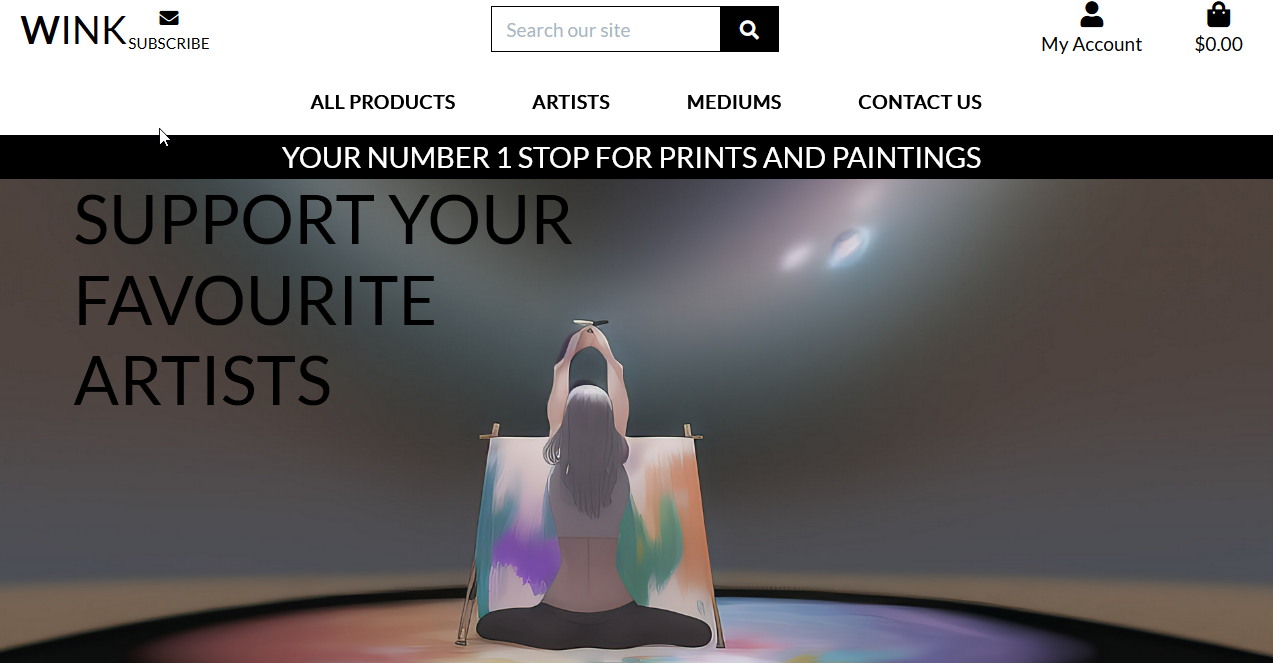 WINK
SUBSCRIBE
Search our site
My Account
$0.00
ALL PRODUCTS
ARTISTS
MEDIUMS
CONTACT US
YOUR NUMBER 1 STOP FOR PRINTS AND PAINTINGS
SUPPORT YOUR
FAVOURITE
ARTISTS